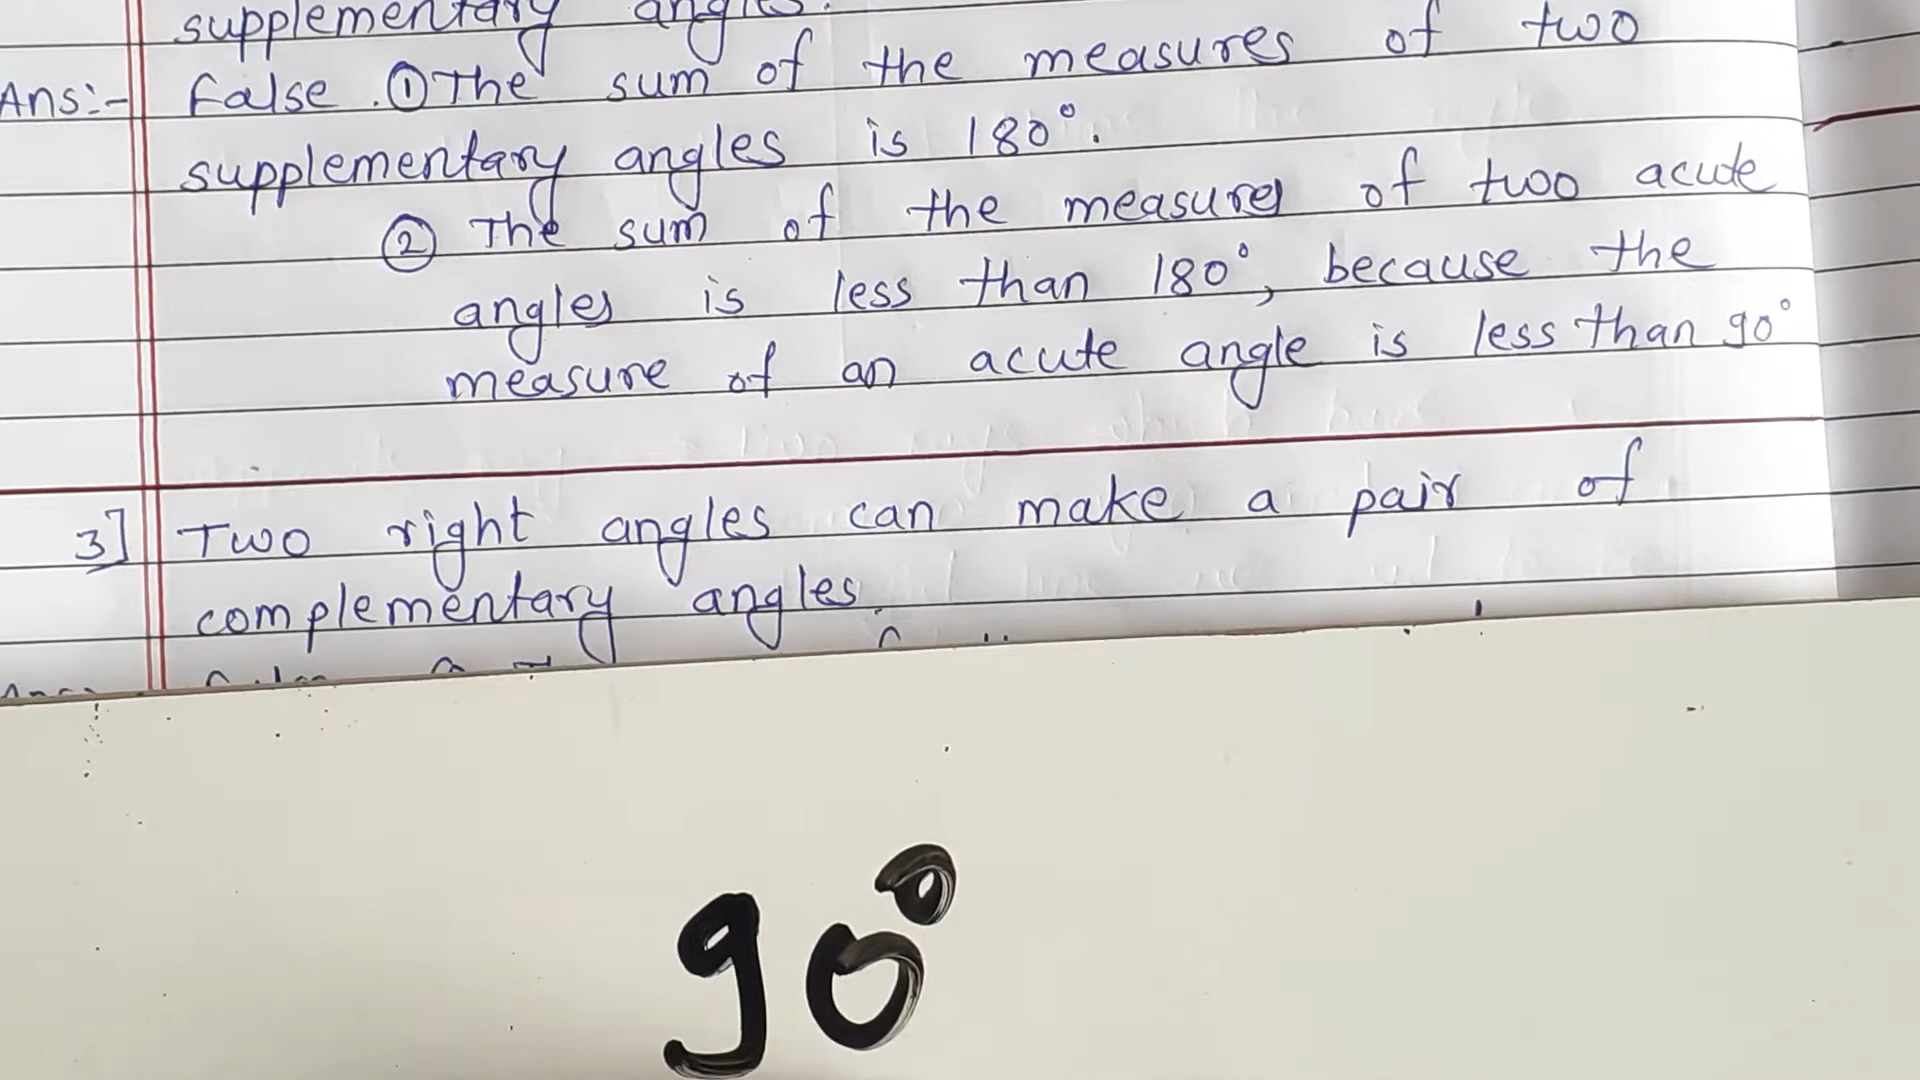 supplementary angles.
Ans:- False. ① The sum of the measures of two
supplementary angles is 180°.
② The sum of the measures of two acute
angles is less than 180°, because the
measure of an acute angle is less than 90°
3] Two right angles can make a pair of
complementary angles.
90°